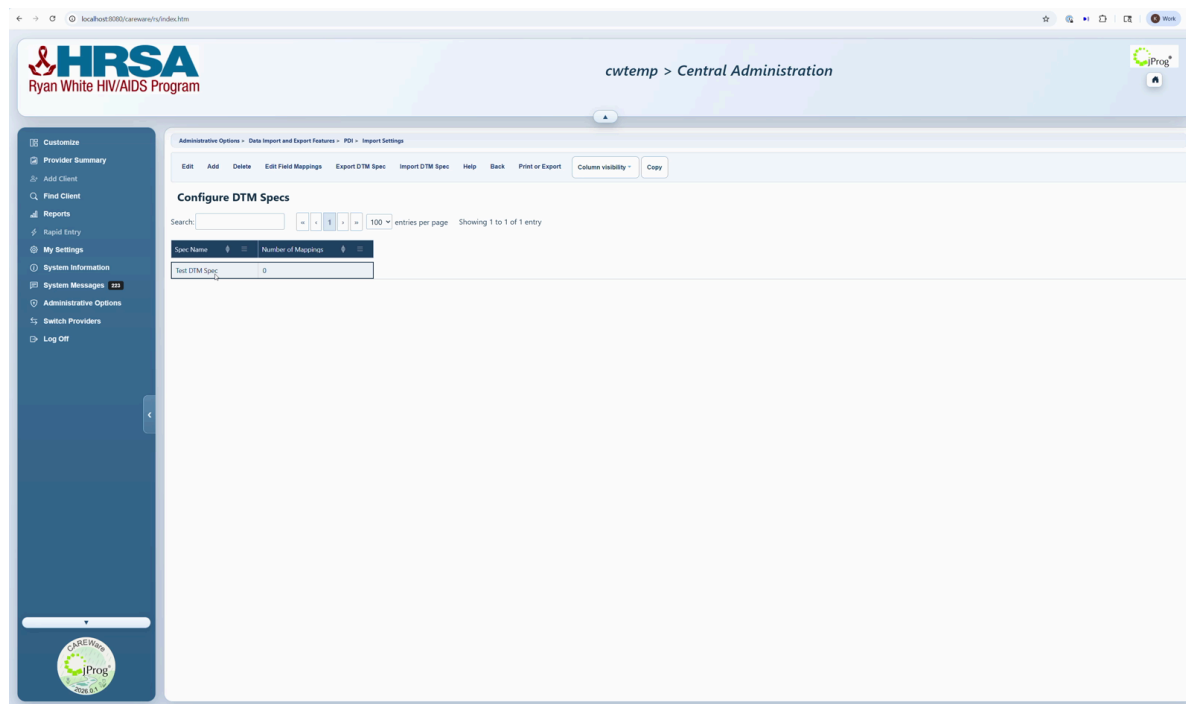 localhost:8080/careware/rs/index.htm
Work
HRSA
Ryan White HIV/AIDS Program
cwtemp > Central Administration
jProg
Customize
Provider Summary
Add Client
Find Client
Reports
Rapid Entry
My Settings
System Information
System Messages 223
Administrative Options
Switch Providers
Log Off
Administrative Options > Data Import and Export Features > PDI > Import Settings
Edit Add Delete Edit Field Mappings Export DTM Spec Import DTM Spec Help Back Print or Export Column visibility Copy
Configure DTM Specs
Search: « ‹ 1 › » 100 entries per page Showing 1 to 1 of 1 entry
Spec Name Number of Mappings
Test DTM Spec 0
CAREWare
jProg
2026.0.1